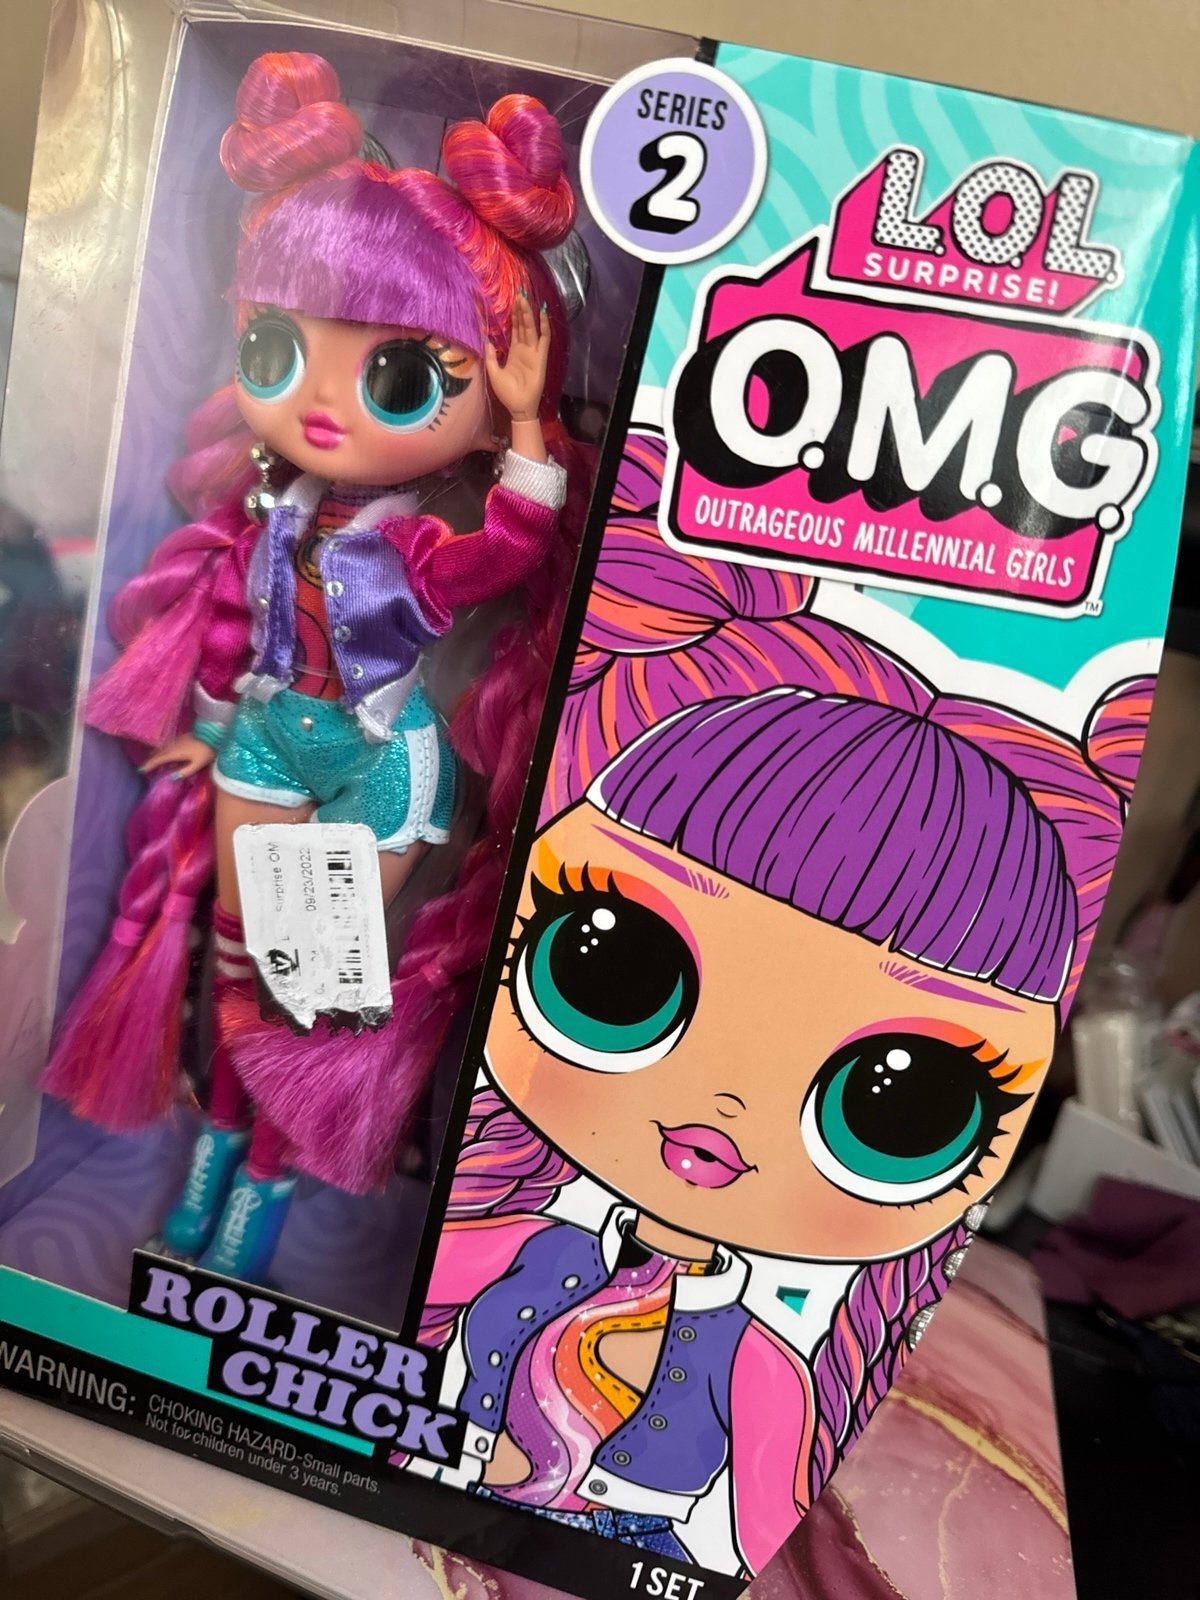 SERIES
2
L.O.L.
SURPRISE!
O.M.G.
OUTRAGEOUS MILLENNIAL GIRLS
TM
Surprise OM
09/23/2022
ROLLER
CHICK
WARNING:
CHOKING HAZARD-Small parts.
Not for children under 3 years.
1 SET